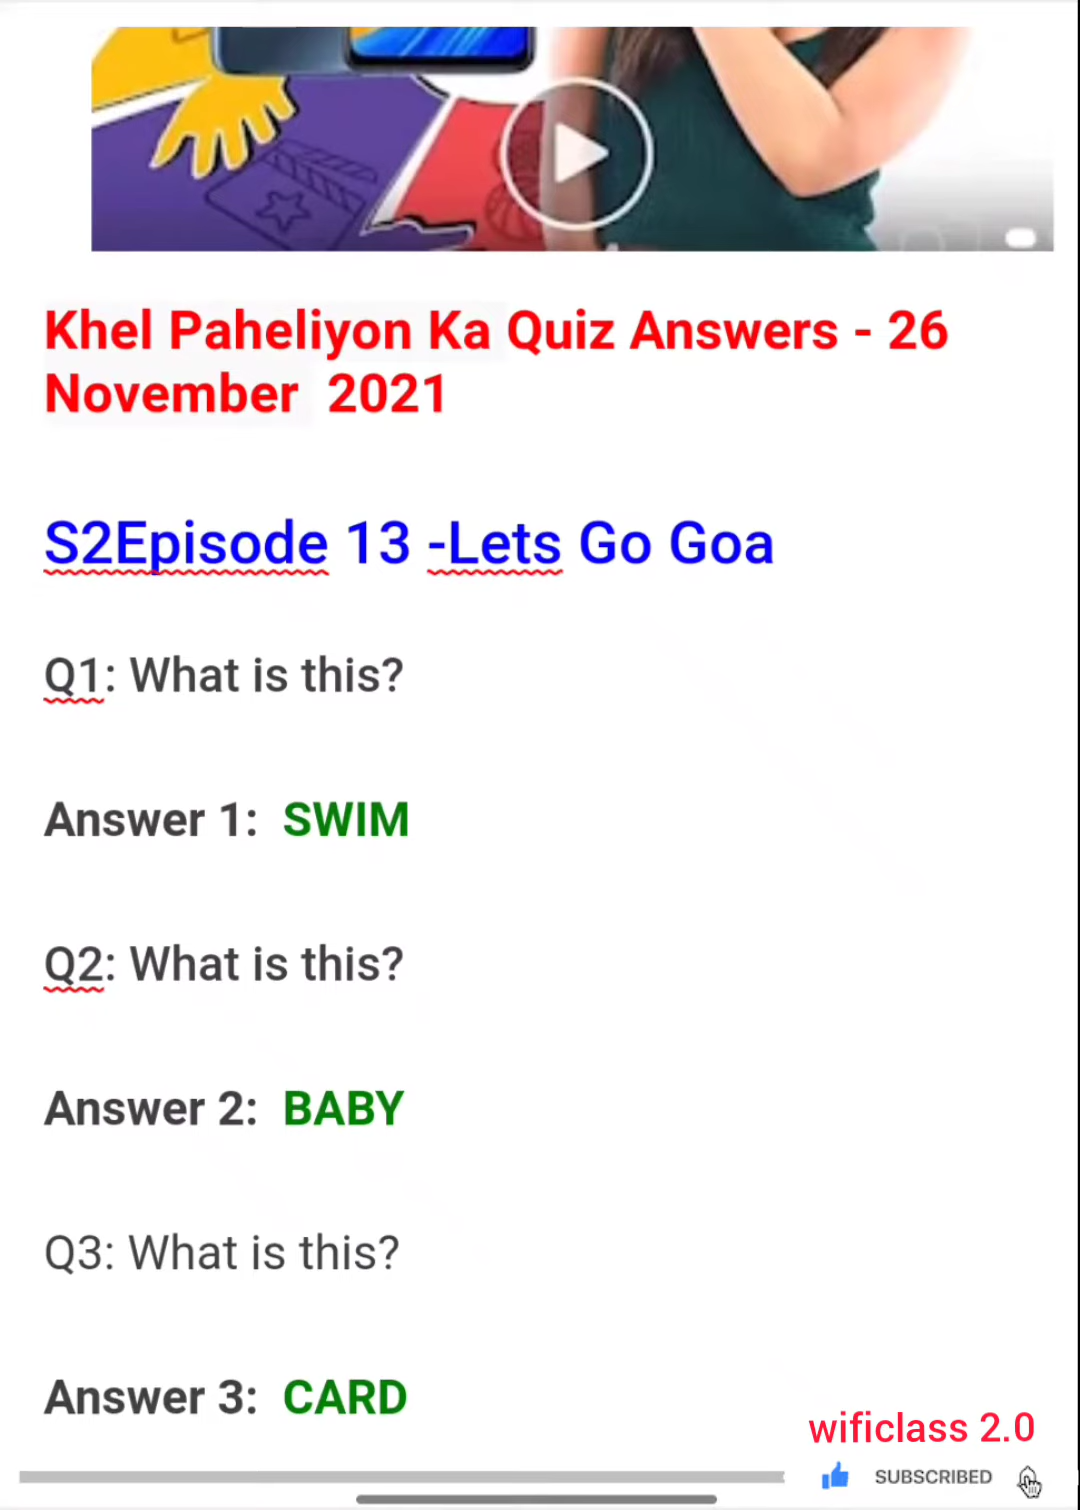 Khel Paheliyon Ka Quiz Answers - 26
November 2021
S2Episode 13 -Lets Go Goa
Q1: What is this?
Answer 1: SWIM
Q2: What is this?
Answer 2: BABY
Q3: What is this?
Answer 3: CARD
wificlass 2.0
SUBSCRIBED